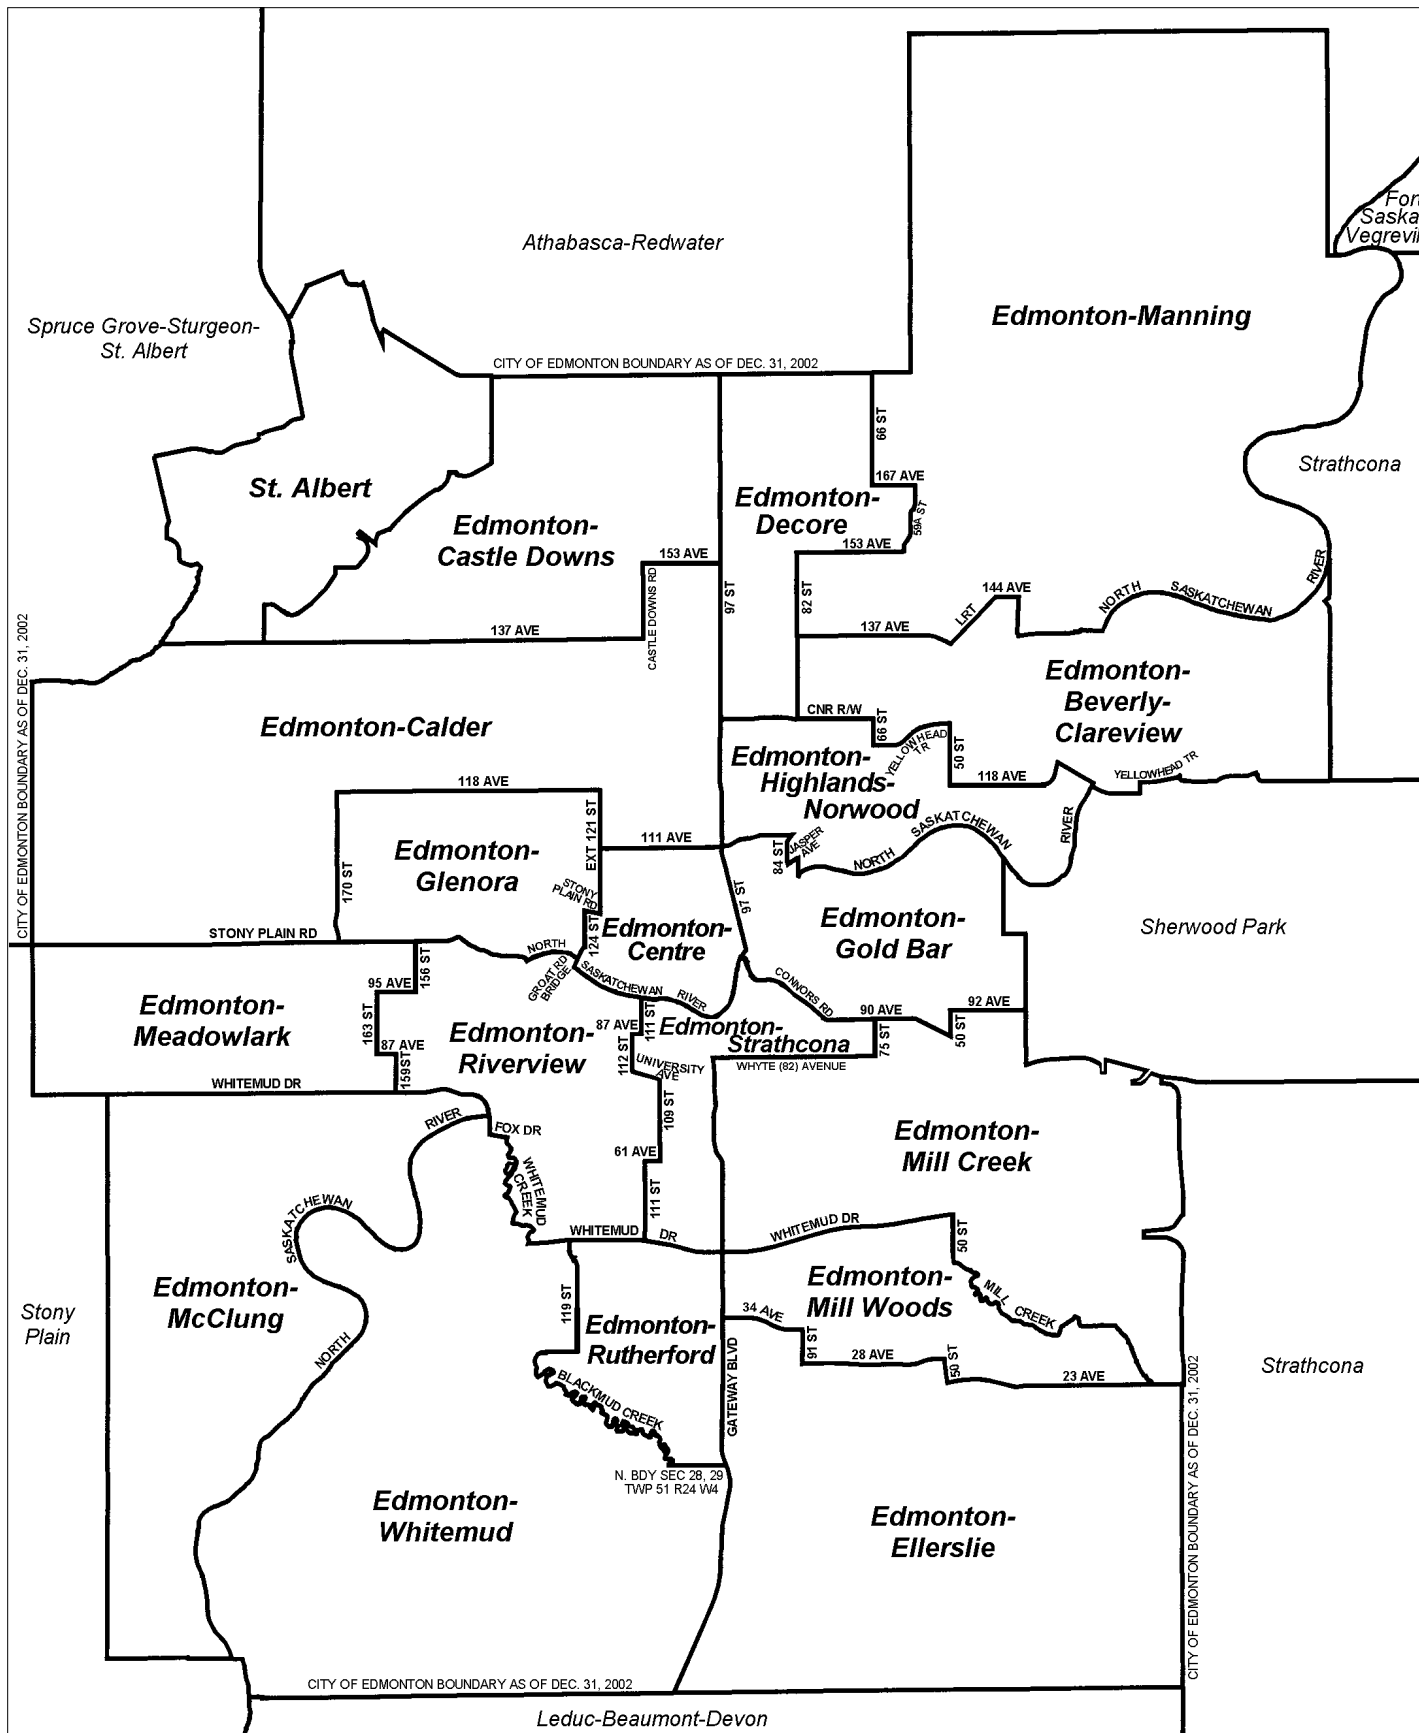 Fort
Saska
Vegrevil
Athabasca-Redwater
Edmonton-Manning
Spruce Grove-Sturgeon-
St. Albert
CITY OF EDMONTON BOUNDARY AS OF DEC. 31, 2002
66 ST
167 AVE
Strathcona
St. Albert
Edmonton-
Decore
59A ST
Edmonton-
Castle Downs
153 AVE
153 AVE
RIVER
CASTLE DOWNS RD
97 ST
82 ST
144 AVE
NORTH
SASKATCHEWAN
LRT
137 AVE
137 AVE
CITY OF EDMONTON BOUNDARY AS OF DEC. 31, 2002
Edmonton-
Beverly-
Clareview
Edmonton-Calder
CNR R/W
66 ST
YELLOWHEAD
TR
50 ST
Edmonton-
Highlands-
Norwood
118 AVE
YELLOWHEAD TR
118 AVE
EXT 121 ST
111 AVE
SASKATCHEWAN
RIVER
JASPER
AVE
84 ST
NORTH
Edmonton-
Glenora
170 ST
STONY
PLAIN RD
97 ST
Edmonton-
Gold Bar
Sherwood Park
STONY PLAIN RD
124 ST
Edmonton-
Centre
NORTH
GROAT RD
BRIDGE
SASKATCHEWAN
RIVER
156 ST
95 AVE
CONNORS RD
92 AVE
90 AVE
Edmonton-
Meadowlark
163 ST
87 AVE
159 ST
Edmonton-
Riverview
87 AVE
111 ST
Edmonton-
Strathcona
75 ST
50 ST
112 ST
UNIVERSITY
AVE
WHYTE (82) AVENUE
WHITEMUD DR
109 ST
RIVER
FOX DR
WHITEMUD
CREEK
61 AVE
Edmonton-
Mill Creek
111 ST
SASKATCHEWAN
WHITEMUD
DR
WHITEMUD DR
50 ST
Edmonton-
McClung
Stony
Plain
119 ST
Edmonton-
Mill Woods
MILL
CREEK
34 AVE
Edmonton-
Rutherford
91 ST
NORTH
28 AVE
50 ST
23 AVE
Strathcona
GATEWAY BLVD
BLACKMUD CREEK
N. BDY SEC 28, 29
TWP 51 R24 W4
Edmonton-
Whitemud
Edmonton-
Ellerslie
CITY OF EDMONTON BOUNDARY AS OF DEC. 31, 2002
CITY OF EDMONTON BOUNDARY AS OF DEC. 31, 2002
Leduc-Beaumont-Devon